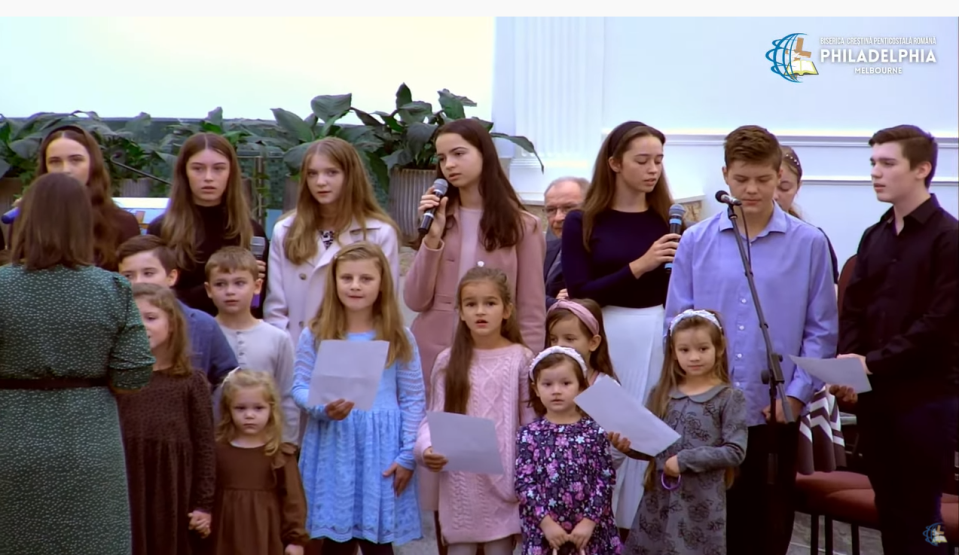 BISERICA CREȘTINĂ PENTICOSTALĂ ROMÂNĂ
PHILADELPHIA
MELBOURNE